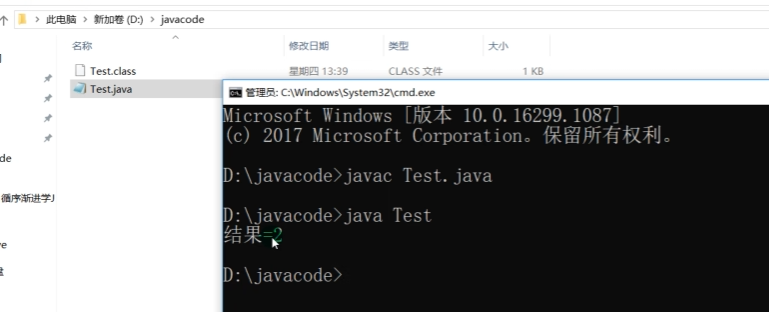 此电脑 > 新加卷 (D:) > javacode
名称 修改日期 类型 大小
Test.class 星期四 13:39 CLASS 文件 1 KB
Test.java
管理员: C:\Windows\System32\cmd.exe
Microsoft Windows [版本 10.0.16299.1087]
(c) 2017 Microsoft Corporation。保留所有权利。
D:\javacode>javac Test.java
de
D:\javacode>java Test
循序渐进学J
结果=2
D:\javacode>